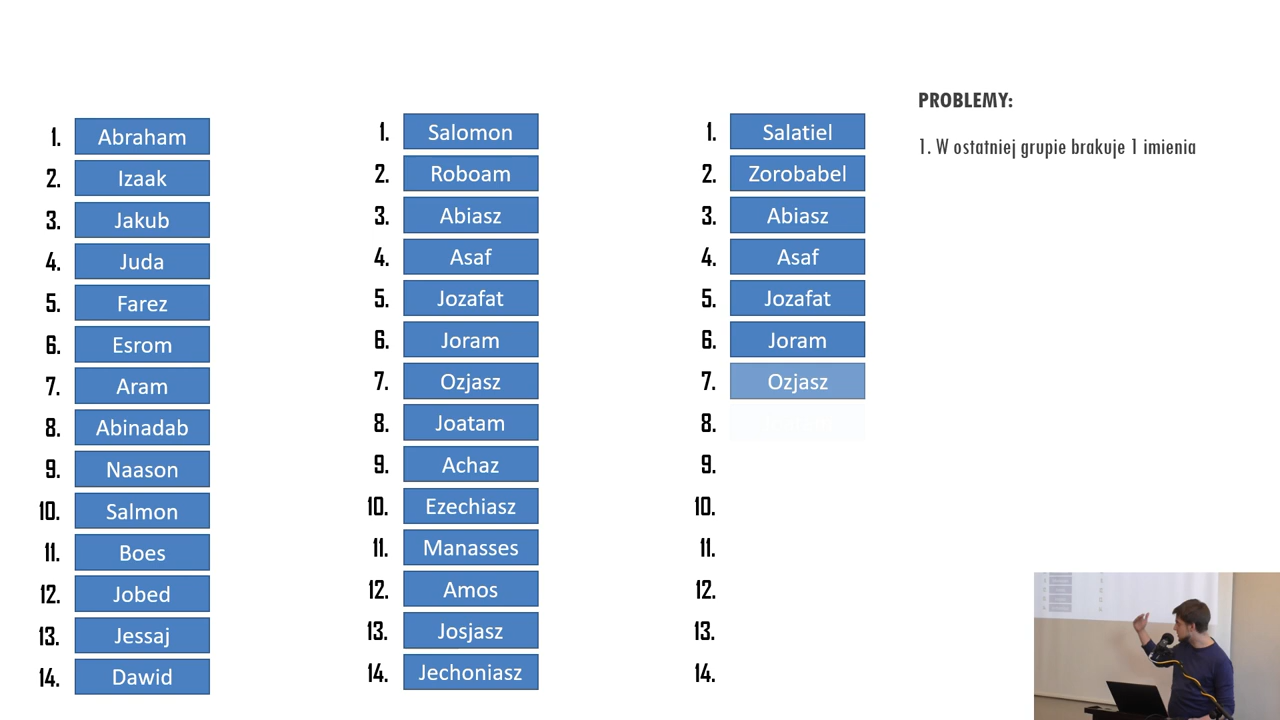 PROBLEMY:
1. W ostatniej grupie brakuje 1 imienia
1. Abraham
2. Izaak
3. Jakub
4. Juda
5. Farez
6. Esrom
7. Aram
8. Abinadab
9. Naason
10. Salmon
11. Boes
12. Jobed
13. Jessaj
14. Dawid
1. Salomon
2. Roboam
3. Abiasz
4. Asaf
5. Jozafat
6. Joram
7. Ozjasz
8. Joatam
9. Achaz
10. Ezechiasz
11. Manasses
12. Amos
13. Josjasz
14. Jechoniasz
1. Salatiel
2. Zorobabel
3. Abiasz
4. Asaf
5. Jozafat
6. Joram
7. Ozjasz
8.
9.
10.
11.
12.
13.
14.